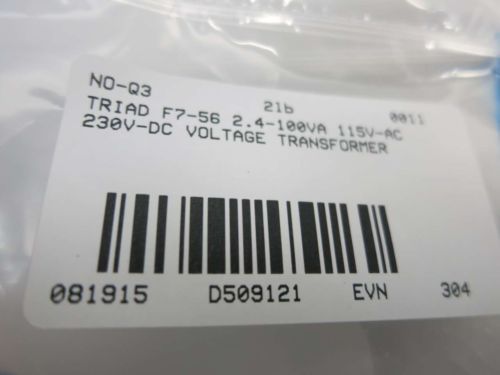 NO-Q3 21b 0011
TRIAD F7-56 2.4-100VA 115V-AC
230V-DC VOLTAGE TRANSFORMER
081915 D509121 EVN 304